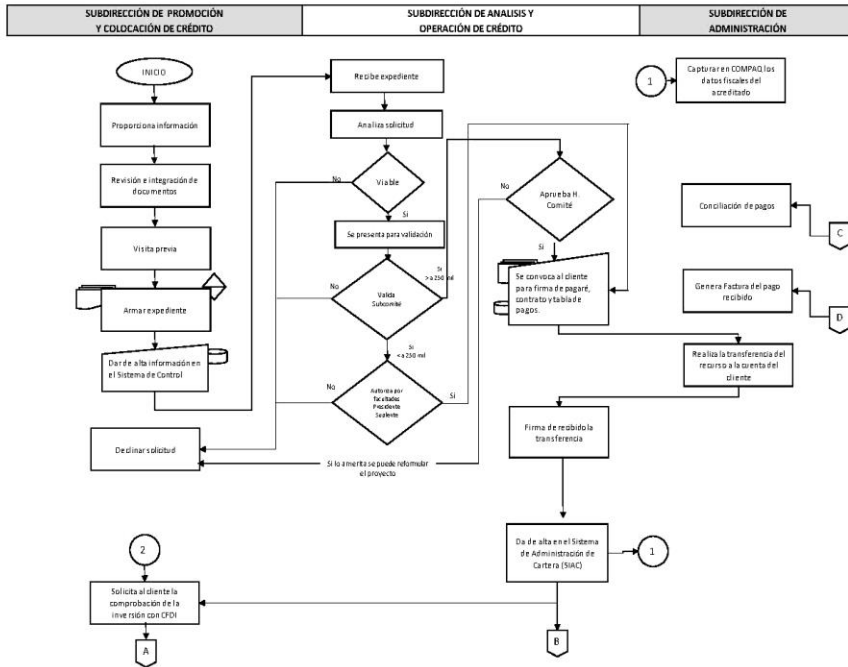 SUBDIRECCIÓN DE PROMOCIÓN
Y COLOCACIÓN DE CRÉDITO
SUBDIRECCIÓN DE ANALISIS Y
OPERACIÓN DE CRÉDITO
SUBDIRECCIÓN DE
ADMINISTRACIÓN
INICIO
Proporciona información
Revisión e integración de
documentos
Visita previa
Armar expediente
Dar de alta información en
el Sistema de Control
Declinar solicitud
2
Solicita al cliente la
comprobación de la
inversión con CFDI
A
Recibe expediente
Analiza solicitud
No
Viable
Si
Se presenta para validación
No
Valida
Subcomité
Si
> a 250 mil
Si
< a 250 mil
No
Autoriza por
facultades
Presidente
Suplente
Si
Si lo amerita se puede reformular
el proyecto
No
Aprueba H.
Comité
Si
Se convoca al cliente
para firma de pagaré,
contrato y tabla de
pagos.
Firma de recibido la
transferencia
Da de alta en el Sistema
de Administración de
Cartera (SIAC)
1
B
1
Capturar en COMPAQ los
datos fiscales del
acreditado
Conciliación de pagos
C
Genera Factura del pago
recibido
D
Realiza la transferencia del
recurso a la cuenta del
cliente